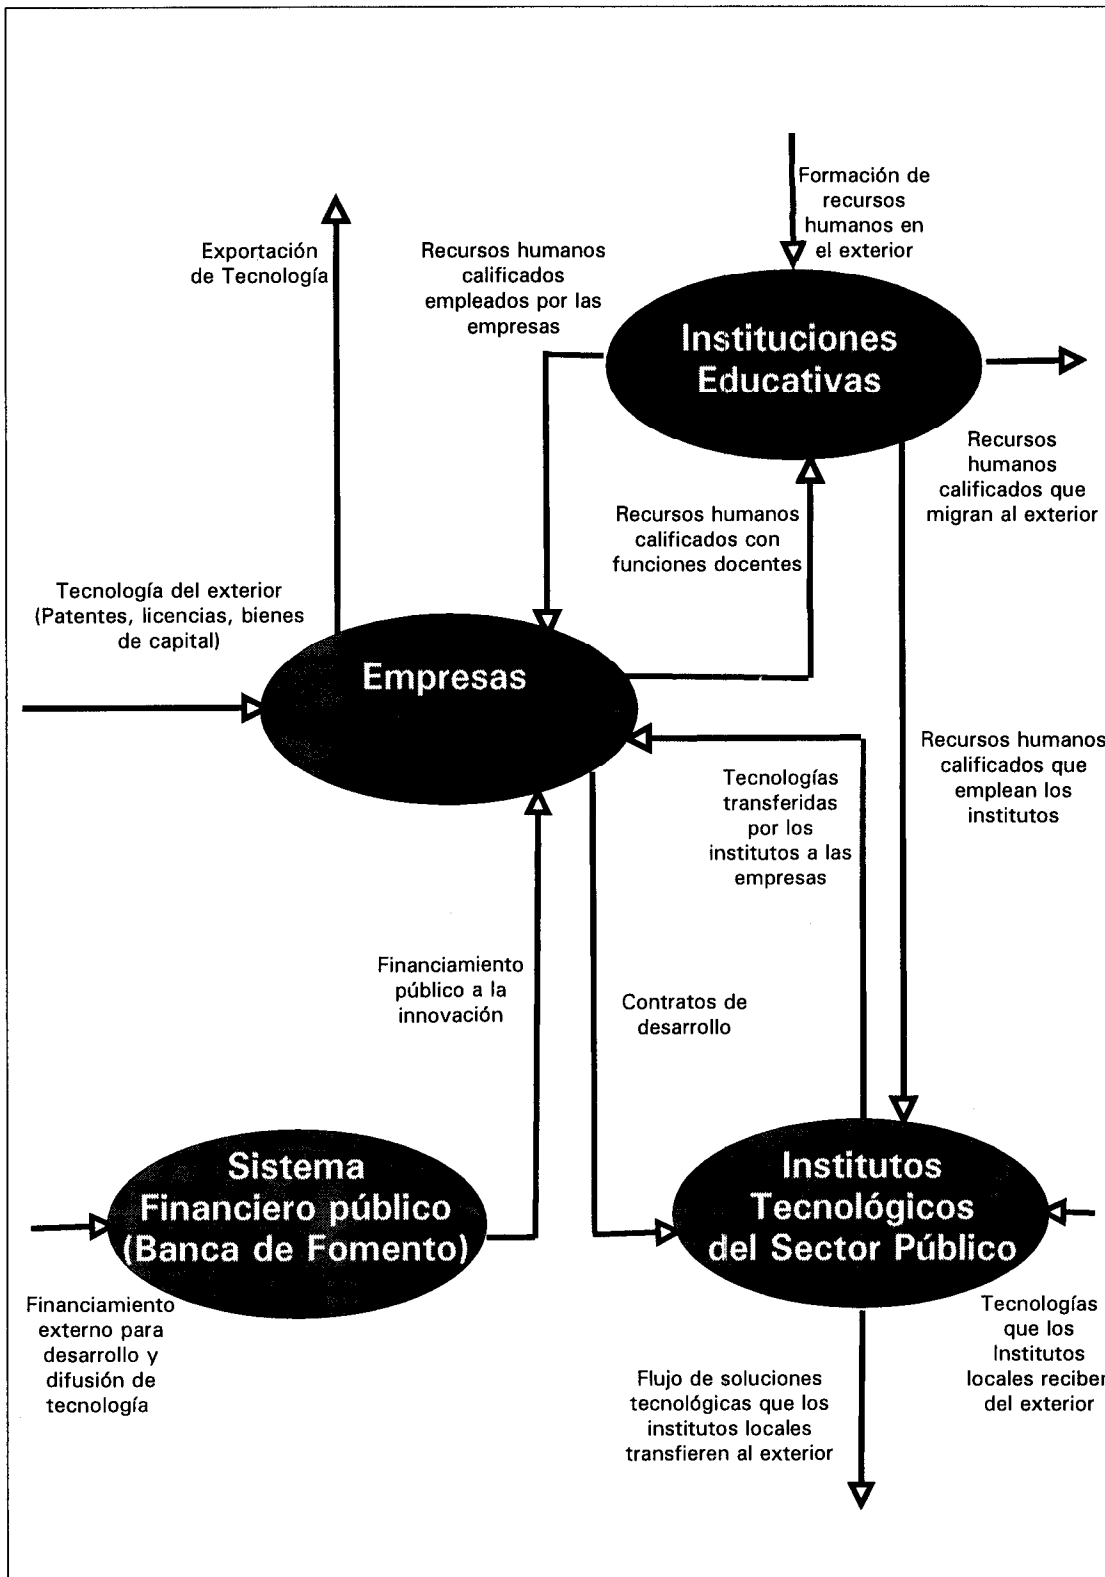 Formación de
recursos
humanos en
el exterior
Exportación
de Tecnología
Recursos humanos
calificados
empleados por las
empresas
Instituciones
Educativas
Recursos
humanos
calificados que
migran al exterior
Recursos humanos
calificados con
funciones docentes
Tecnología del exterior
(Patentes, licencias, bienes
de capital)
Empresas
Recursos humanos
calificados que
emplean los
institutos
Tecnologías
transferidas
por los
institutos a las
empresas
Financiamiento
público a la
innovación
Contratos de
desarrollo
Sistema
Financiero público
(Banca de Fomento)
Institutos
Tecnológicos
del Sector Público
Financiamiento
externo para
desarrollo y
difusión de
tecnología
Tecnologías
que los
Institutos
locales reciben
del exterior
Flujo de soluciones
tecnológicas que los
institutos locales
transfieren al exterior